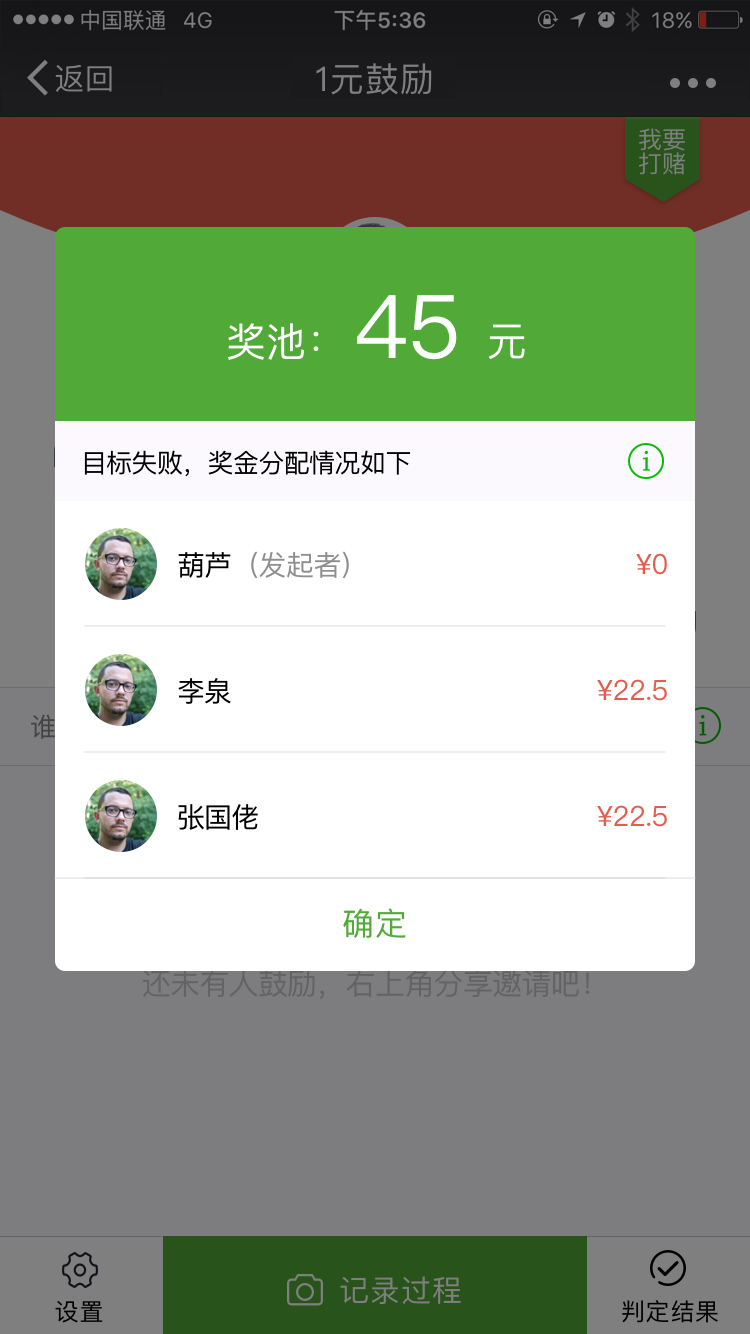 中国联通 4G 下午5:36 18%
返回 1元鼓励
我要
打赌
奖池： 45 元
目标失败，奖金分配情况如下
葫芦（发起者） ¥0
谁
李泉 ¥22.5
张国佬 ¥22.5
确定
还未有人鼓励，右上角分享邀请吧！
设置
记录过程
判定结果